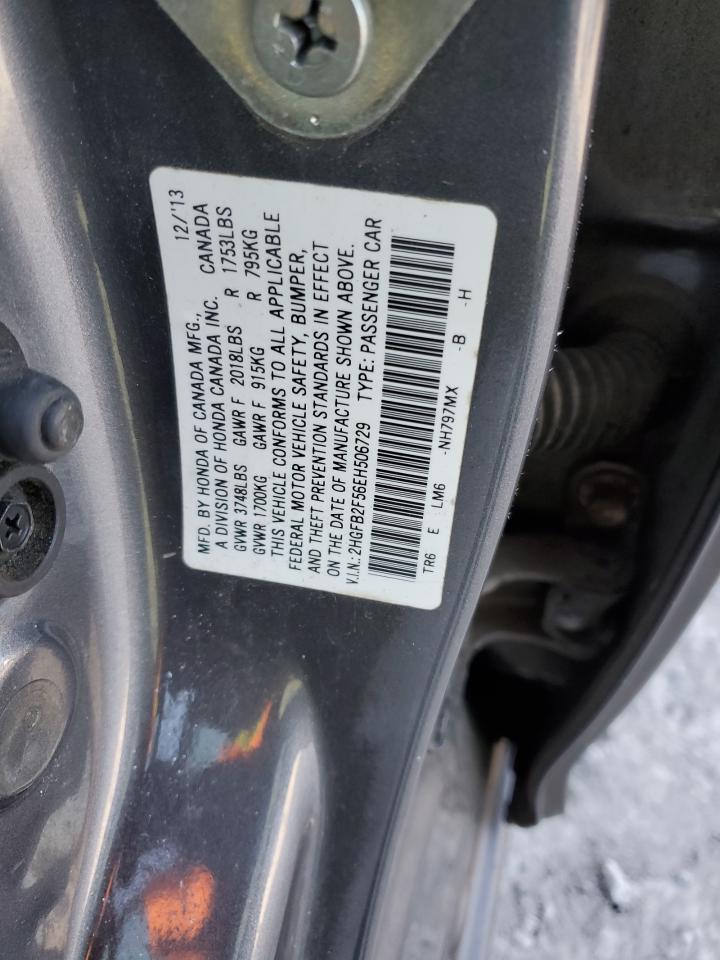 MFD. BY HONDA OF CANADA MFG., 12/'13
A DIVISION OF HONDA CANADA INC. CANADA
GVWR 3748LBS GAWR F 2018LBS R 1753LBS
GVWR 1700KG GAWR F 915KG R 795KG
THIS VEHICLE CONFORMS TO ALL APPLICABLE
FEDERAL MOTOR VEHICLE SAFETY, BUMPER,
AND THEFT PREVENTION STANDARDS IN EFFECT
ON THE DATE OF MANUFACTURE SHOWN ABOVE.
V.I.N.:2HGFB2F56EH506729 TYPE: PASSENGER CAR
TR6 E LM6 -NH797MX -B -H